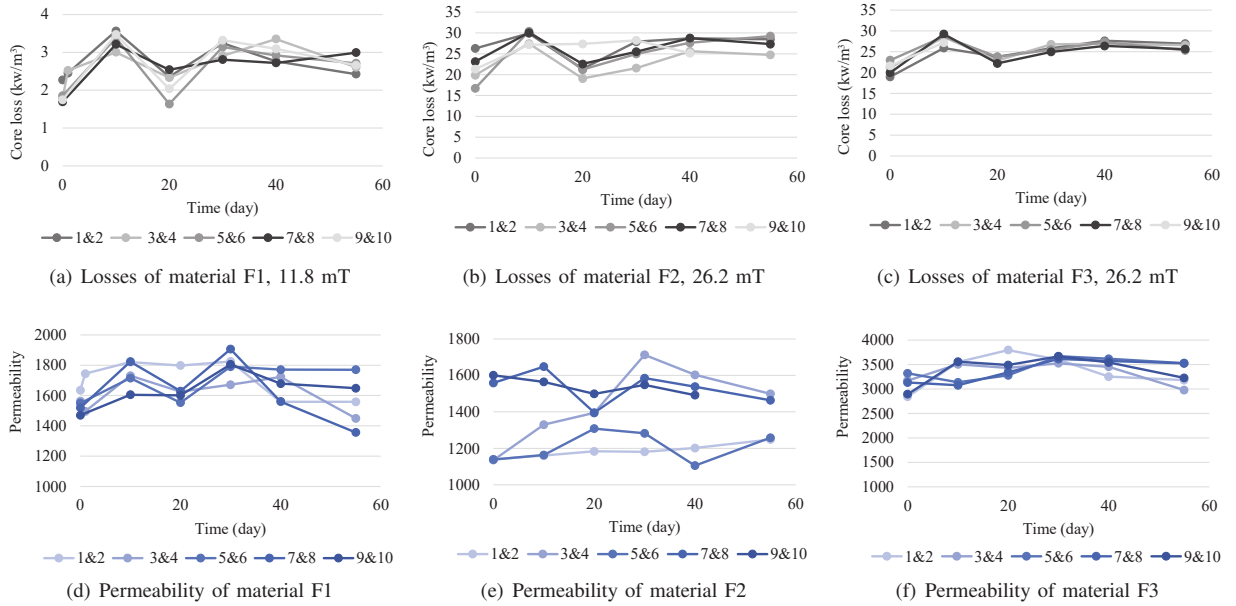 Core loss (kw/m³)
4
3
2
1
0
0 20 40 60
Time (day)
1&2 3&4 5&6 7&8 9&10
(a) Losses of material F1, 11.8 mT
Core loss (kw/m³)
35
30
25
20
15
10
5
0
0 20 40 60
Time (day)
1&2 3&4 5&6 7&8 9&10
(b) Losses of material F2, 26.2 mT
Core loss (kw/m³)
35
30
25
20
15
10
5
0
0 20 40 60
Time (day)
1&2 3&4 5&6 7&8 9&10
(c) Losses of material F3, 26.2 mT
Permeability
2000
1800
1600
1400
1200
1000
0 20 40 60
Time (day)
1&2 3&4 5&6 7&8 9&10
(d) Permeability of material F1
Permeability
1800
1600
1400
1200
1000
0 20 40 60
Time (day)
1&2 3&4 5&6 7&8 9&10
(e) Permeability of material F2
Permeability
4000
3500
3000
2500
2000
3500
1000
0 20 40 60
Time (day)
1&2 3&4 5&6 7&8 9&10
(f) Permeability of material F3